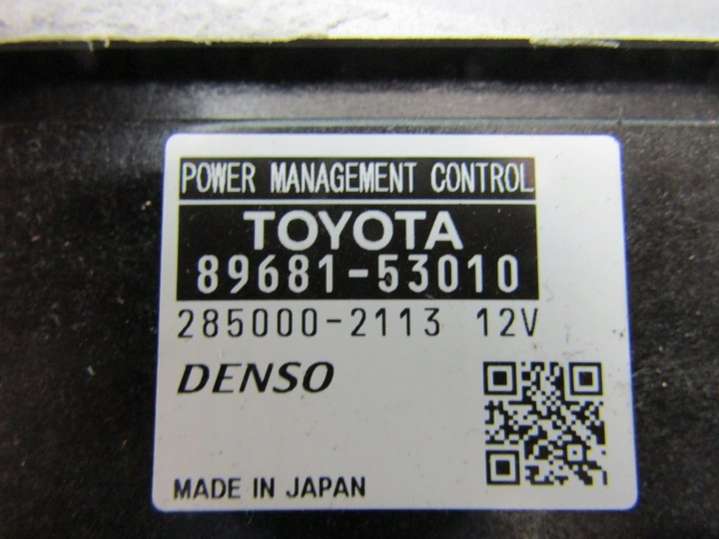 POWER MANAGEMENT CONTROL
TOYOTA
89681-53010
285000-2113 12V
DENSO
MADE IN JAPAN